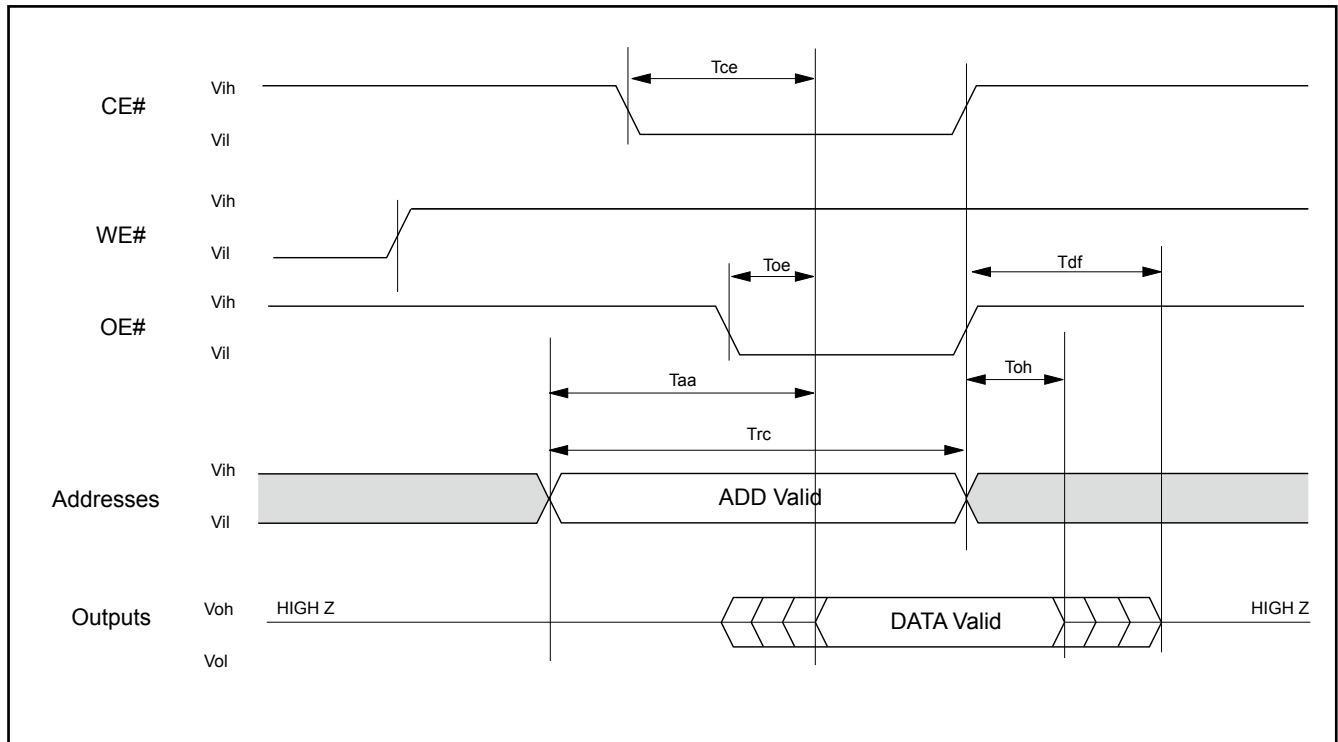 Tce
Vih
CE#
Vil
Vih
WE#
Vil
Toe
Tdf
Vih
OE#
Vil
Taa
Toh
Trc
Vih
Addresses
ADD Valid
Vil
Outputs
Voh
HIGH Z
DATA Valid
HIGH Z
Vol